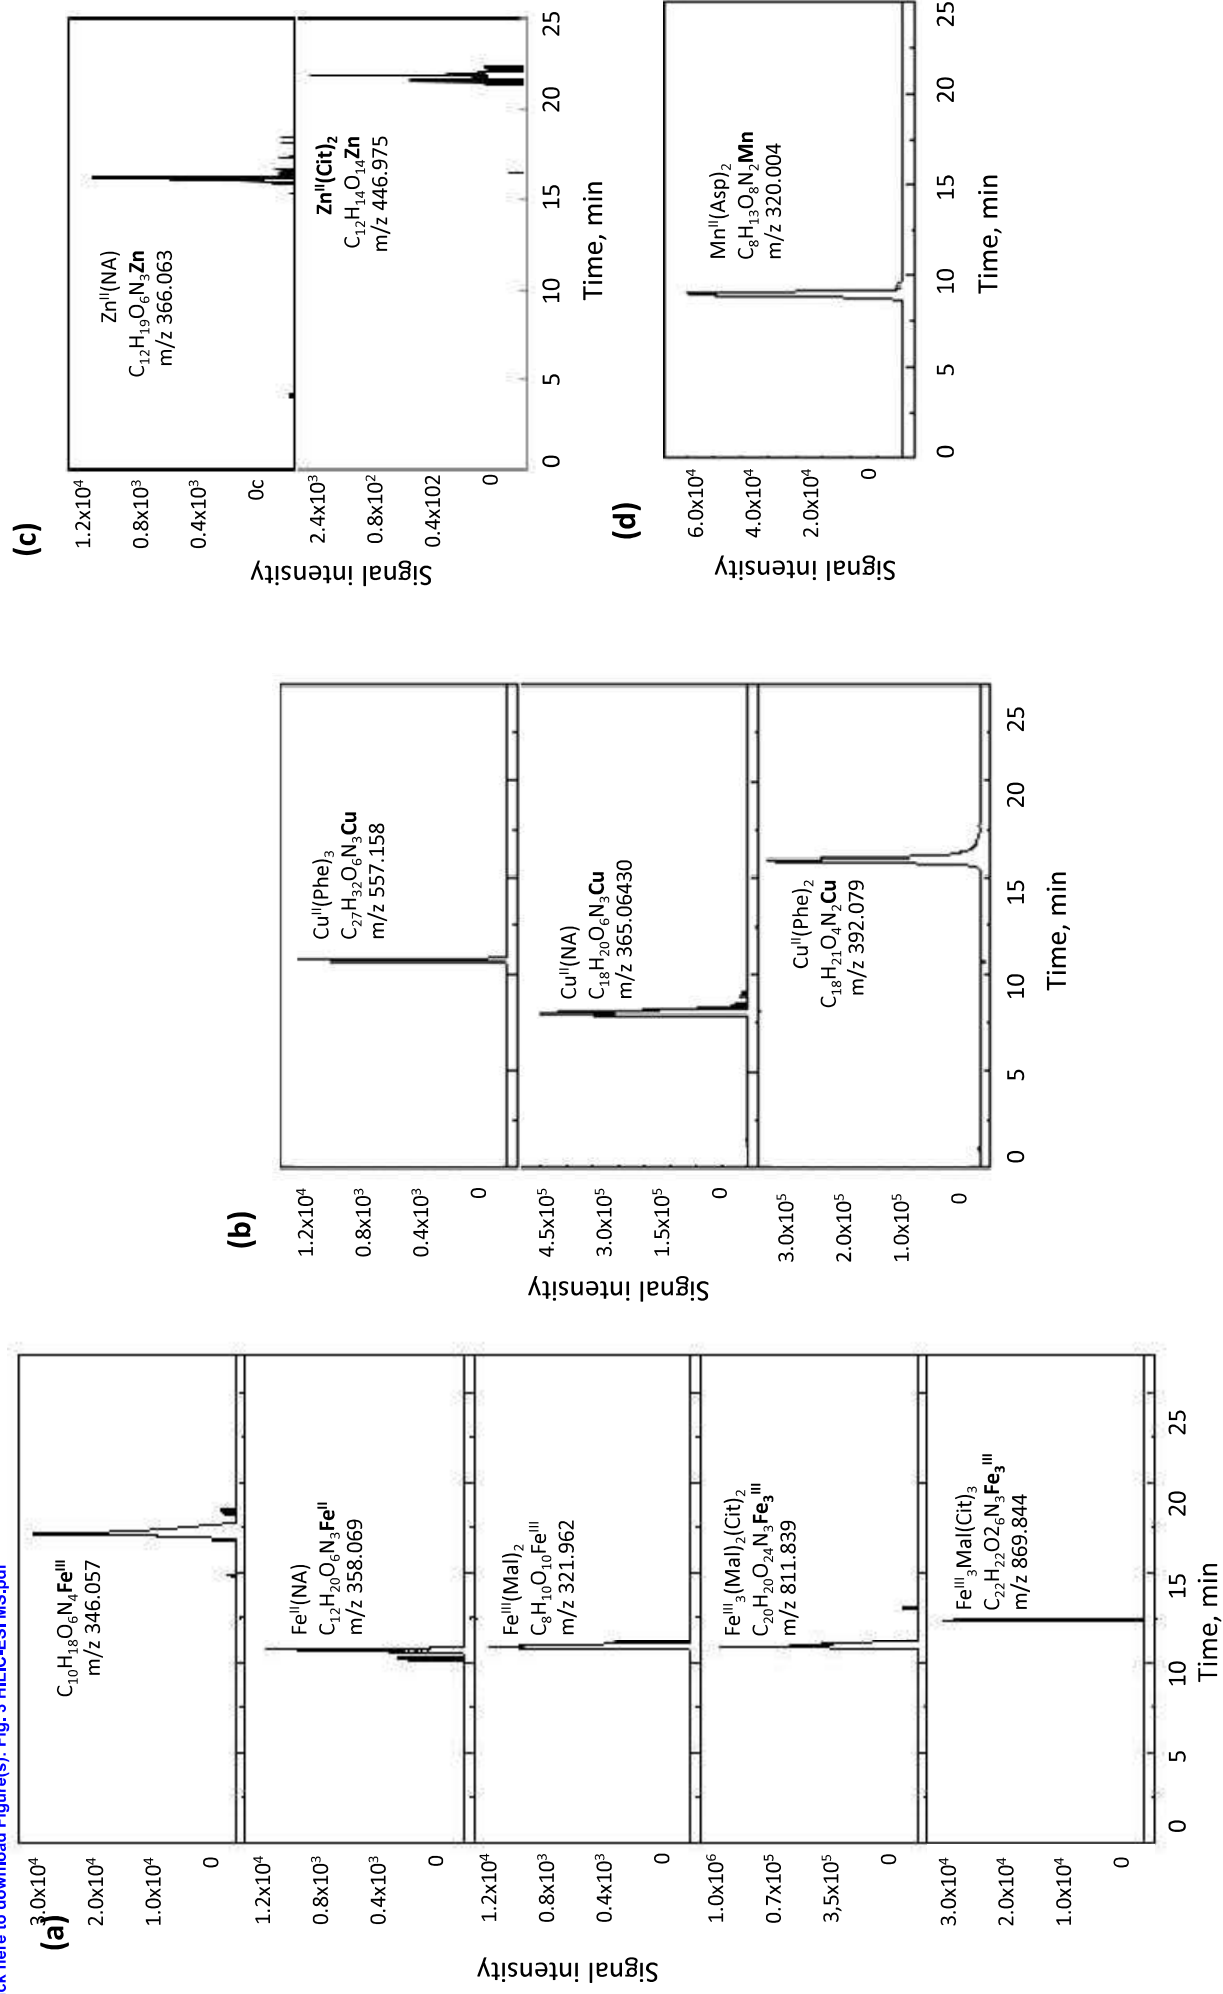 ck here to download Figure(s). Fig. 3 HILIC-ESI MS.pdf
(a)
Signal intensity
3.0x10⁴
2.0x10⁴
1.0x10⁴
0
C₁₀H₁₈O₆N₄Feᴵᴵᴵ
m/z 346.057
1.2x10⁴
0.8x10³
0.4x10³
0
Feᴵᴵ(NA)
C₁₂H₂₀O₆N₃Feᴵᴵ
m/z 358.069
1.2x10⁴
0.8x10³
0.4x10³
0
Feᴵᴵᴵ(Mal)₂
C₈H₁₀O₁₀Feᴵᴵᴵ
m/z 321.962
1.0x10⁶
0.7x10⁵
3,5x10⁵
0
Feᴵᴵᴵ₃(Mal)₂(Cit)₂
C₂₀H₂₀O₂₄N₃Fe₃ᴵᴵᴵ
m/z 811.839
3.0x10⁴
2.0x10⁴
1.0x10⁴
0
Feᴵᴵᴵ₃Mal(Cit)₃
C₂₂H₂₂O2₆N₃Fe₃ᴵᴵᴵ
m/z 869.844
0 5 10 15 20 25
Time, min
(b)
Signal intensity
1.2x10⁴
0.8x10³
0.4x10³
0
Cuᴵᴵ(Phe)₃
C₂₇H₃₂O₆N₃Cu
m/z 557.158
4.5x10⁵
3.0x10⁵
1.5x10⁵
0
Cuᴵᴵ(NA)
C₁₈H₂₀O₆N₃Cu
m/z 365.06430
3.0x10⁵
2.0x10⁵
1.0x10⁵
0
Cuᴵᴵ(Phe)₂
C₁₈H₂₁O₄N₂Cu
m/z 392.079
0 5 10 15 20 25
Time, min
(c)
Signal intensity
1.2x10⁴
0.8x10³
0.4x10³
0c
Znᴵᴵ(NA)
C₁₂H₁₉O₆N₃Zn
m/z 366.063
2.4x10³
0.8x10²
0.4x102
0
Znᴵᴵ(Cit)₂
C₁₂H₁₄O₁₄Zn
m/z 446.975
0 5 10 15 20 25
Time, min
(d)
Signal intensity
6.0x10⁴
4.0x10⁴
2.0x10⁴
0
Mnᴵᴵ(Asp)₂
C₈H₁₃O₈N₂Mn
m/z 320.004
0 5 10 15 20 25
Time, min